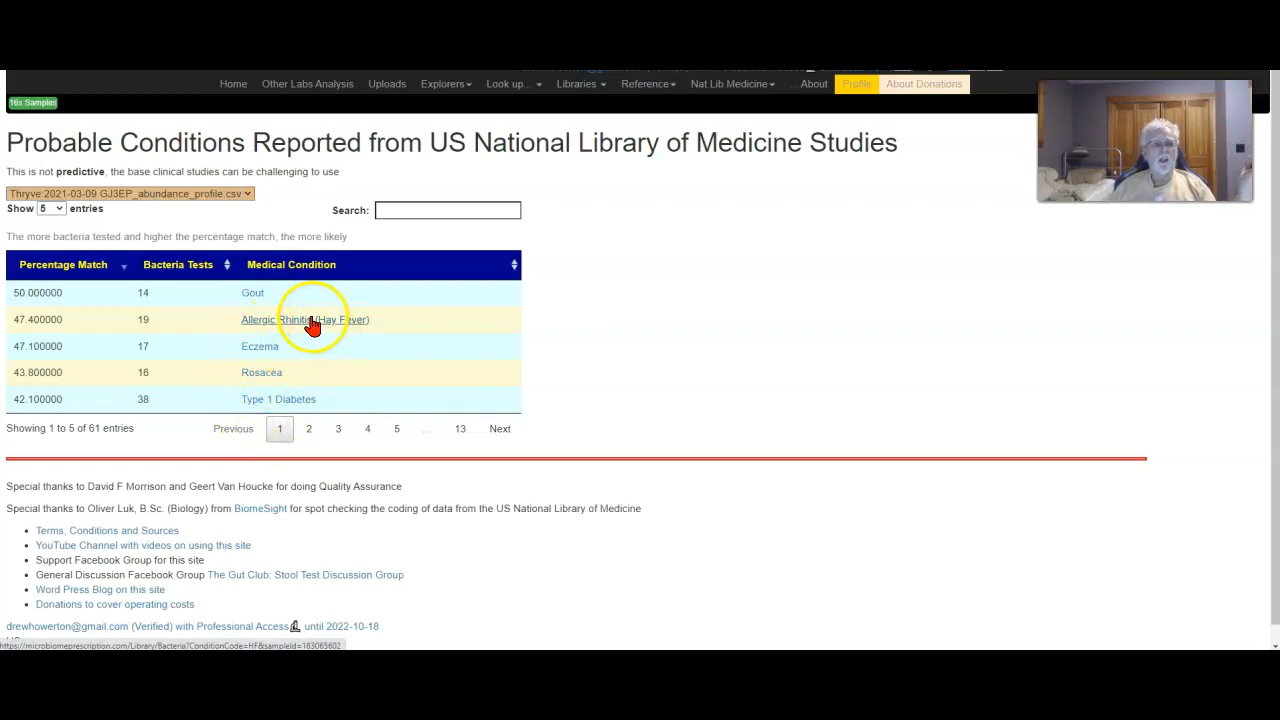 Home Other Labs Analysis Uploads Explorers Look up... Libraries Reference Nat.Lib.Medicine ... About Profile About Donations
16s Samples
Probable Conditions Reported from US National Library of Medicine Studies
This is not predictive, the base clinical studies can be challenging to use
Thryve:2021-03-09 GJ3EP_abundance_profile.csv
Show 5 entries Search:
The more bacteria tested and higher the percentage match, the more likely
Percentage Match Bacteria Tests Medical Condition
50.000000 14 Gout
47.400000 19 Allergic Rhinitis (Hay Fever)
47.100000 17 Eczema
43.800000 16 Rosacea
42.100000 38 Type 1 Diabetes
Showing 1 to 5 of 61 entries Previous 1 2 3 4 5 ... 13 Next
Special thanks to David F Morrison and Geert Van Houcke for doing Quality Assurance
Special thanks to Oliver Luk, B.Sc. (Biology) from BiomeSight for spot checking the coding of data from the US National Library of Medicine
• Terms, Conditions and Sources
• YouTube Channel with videos on using this site
• Support Facebook Group for this site
• General Discussion Facebook Group The Gut Club: Stool Test Discussion Group
• Word Press Blog on this site
• Donations to cover operating costs
drewhowerton@gmail.com (Verified) with Professional Access until 2022-10-18
https://microbiomeprescription.com/Library/Bacteria?ConditionCode=HF&sampleId=183065602